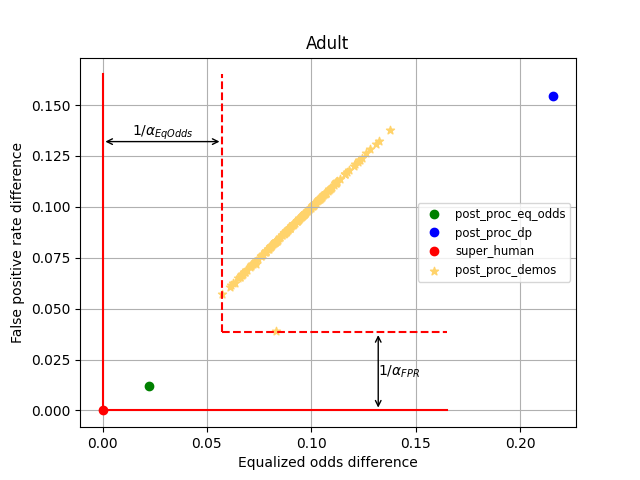 Adult
0.150
0.125
0.100
0.075
0.050
0.025
0.000
False positive rate difference
1/α_EqOdds
1/α_FPR
post_proc_eq_odds
post_proc_dp
super_human
post_proc_demos
0.00 0.05 0.10 0.15 0.20
Equalized odds difference